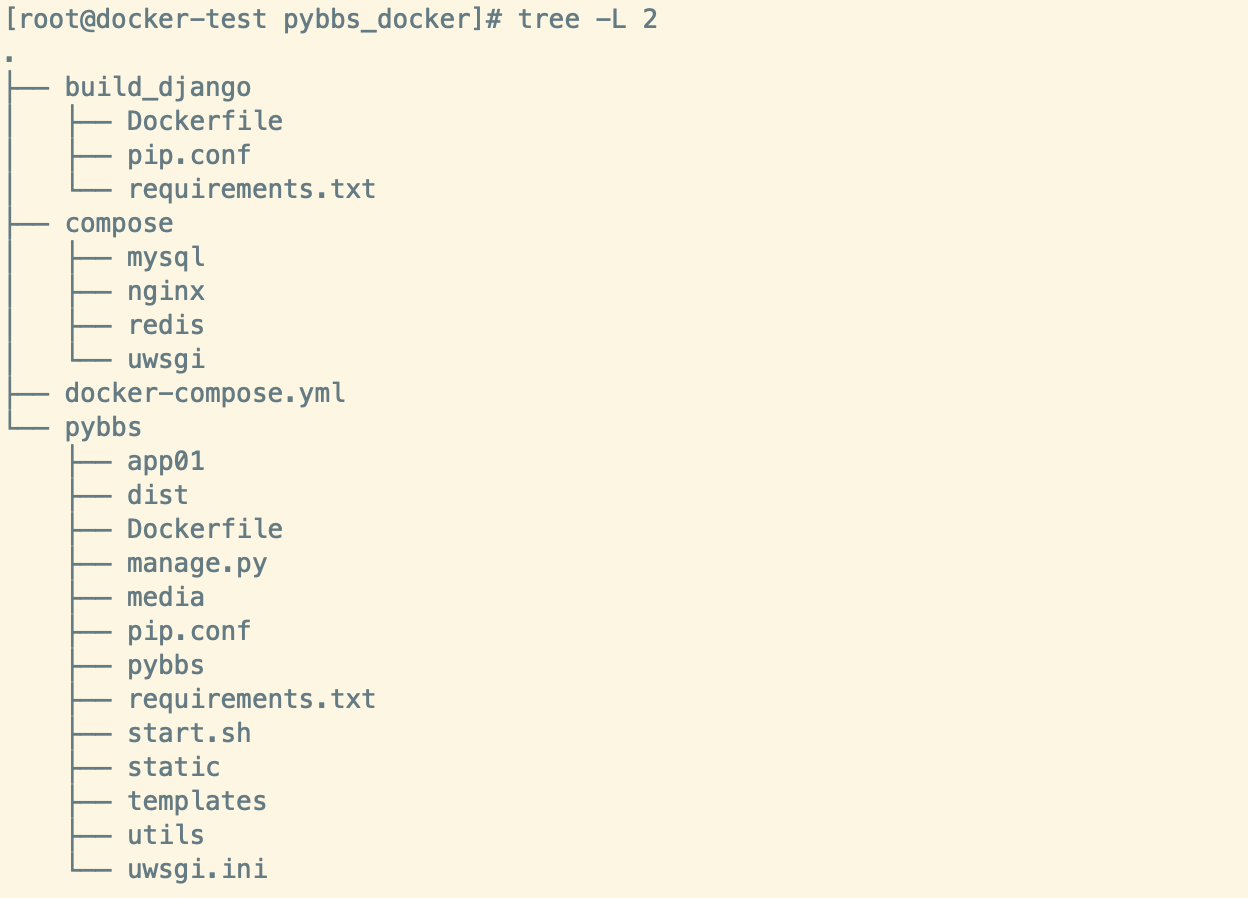 [root@docker-test pybbs_docker]# tree -L 2
.
├── build_django
│   ├── Dockerfile
│   ├── pip.conf
│   └── requirements.txt
├── compose
│   ├── mysql
│   ├── nginx
│   ├── redis
│   └── uwsgi
├── docker-compose.yml
└── pybbs
    ├── app01
    ├── dist
    ├── Dockerfile
    ├── manage.py
    ├── media
    ├── pip.conf
    ├── pybbs
    ├── requirements.txt
    ├── start.sh
    ├── static
    ├── templates
    ├── utils
    └── uwsgi.ini